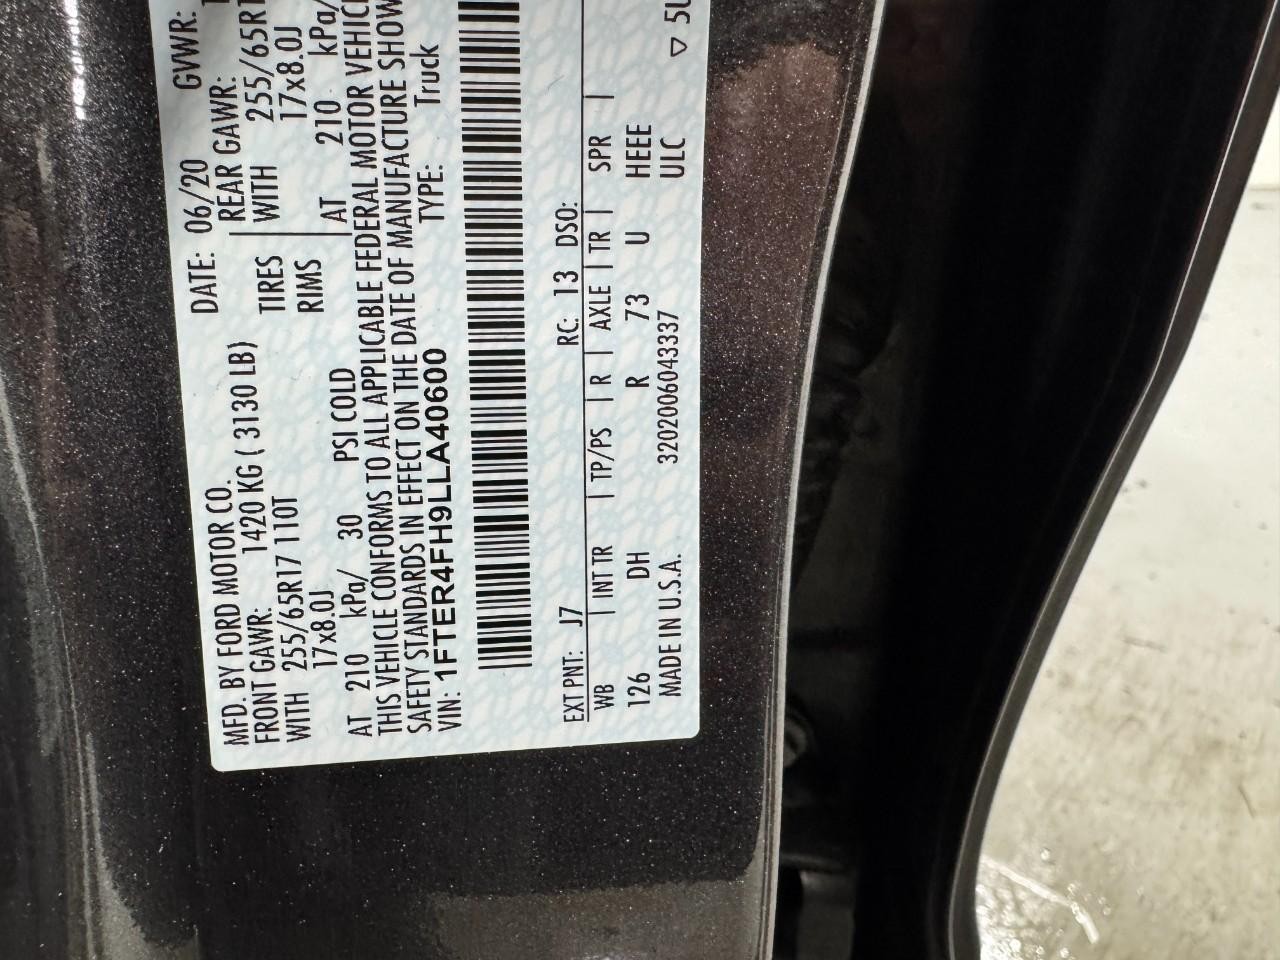 MFD. BY FORD MOTOR CO. DATE: 06/20 GVWR:
FRONT GAWR: 1420 KG ( 3130 LB) REAR GAWR:
WITH 255/65R17 110T TIRES WITH 255/65R1
17x8.0J RIMS 17x8.0J
AT 210 kPa/ 30 PSI COLD AT 210 kPa/
THIS VEHICLE CONFORMS TO ALL APPLICABLE FEDERAL MOTOR VEHIC
SAFETY STANDARDS IN EFFECT ON THE DATE OF MANUFACTURE SHOW
VIN: 1FTER4FH9LLA40600 TYPE: Truck
EXT PNT: J7 RC: 13 DSO:
WB | INT TR | TP/PS | R | AXLE | TR | SPR |
126 DH R 73 U HEEE
MADE IN U.S.A. 3202006043337 ULC ▽ 5U